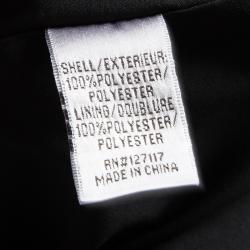 SHELL/EXTERIEUR:
100%POLYESTER/
POLYESTER
LINING/DOUBLURE
100%POLYESTER/
POLYESTER
RN#127117
MADE IN CHINA